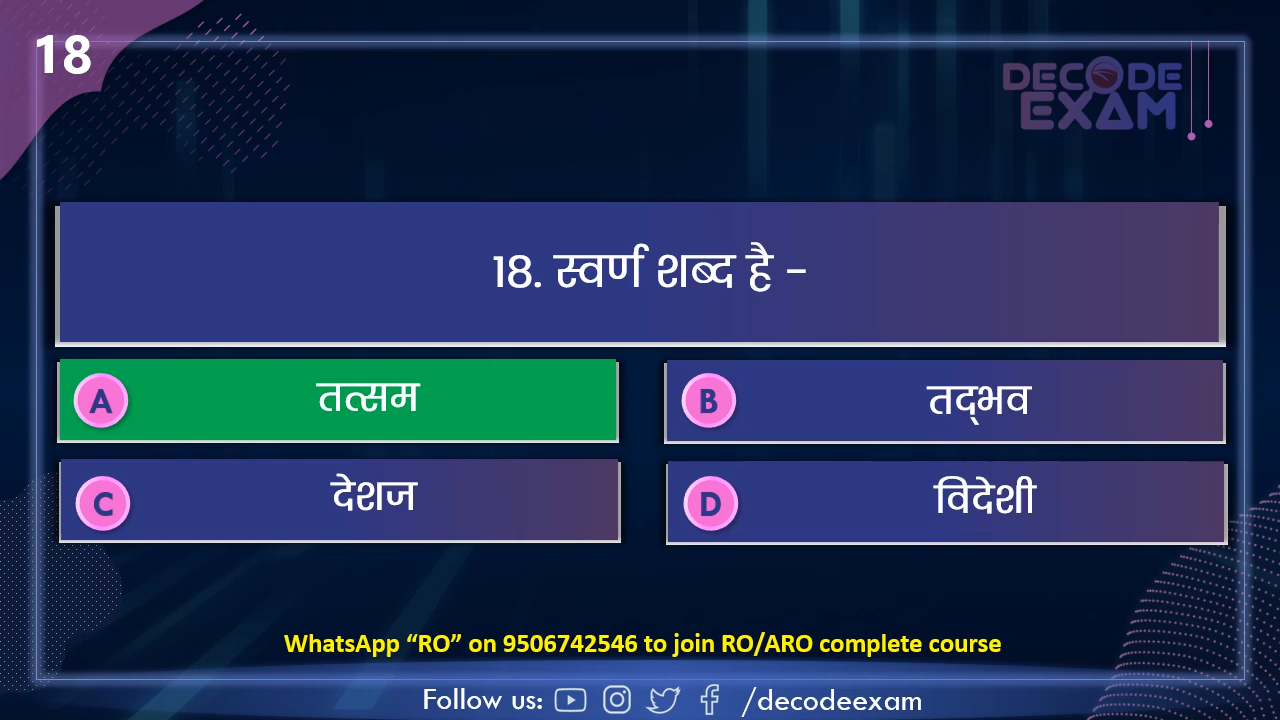 18
DECODE
EXAM
18. स्वर्ण शब्द है -
A तत्सम
B तद्भव
C देशज
D विदेशी
WhatsApp “RO” on 9506742546 to join RO/ARO complete course
Follow us: /decodeexam